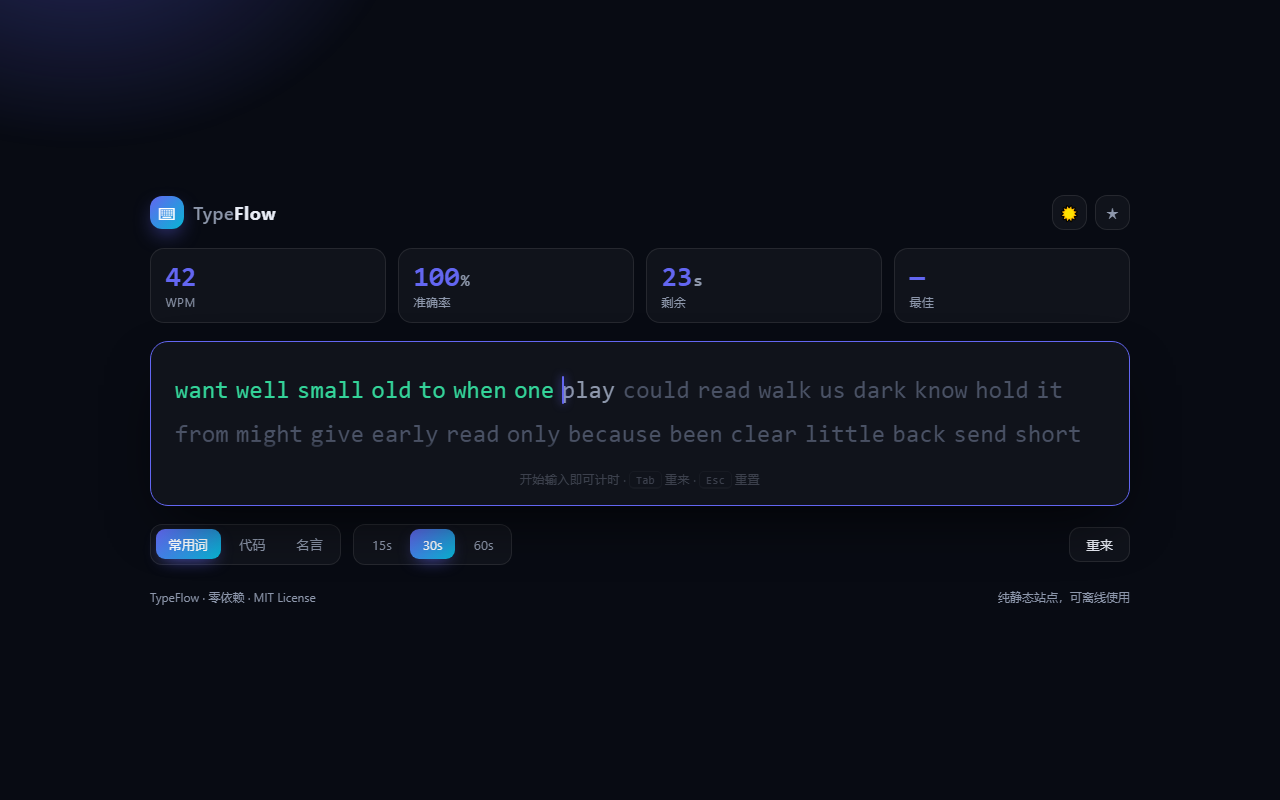 TypeFlow
42
WPM
100%
准确率
23s
剩余
—
最佳
want well small old to when one play could read walk us dark know hold it
from might give early read only because been clear little back send short
开始输入即可计时 · Tab 重来 · Esc 重置
常用词 代码 名言 15s 30s 60s 重来
TypeFlow · 零依赖 · MIT License
纯静态站点，可离线使用